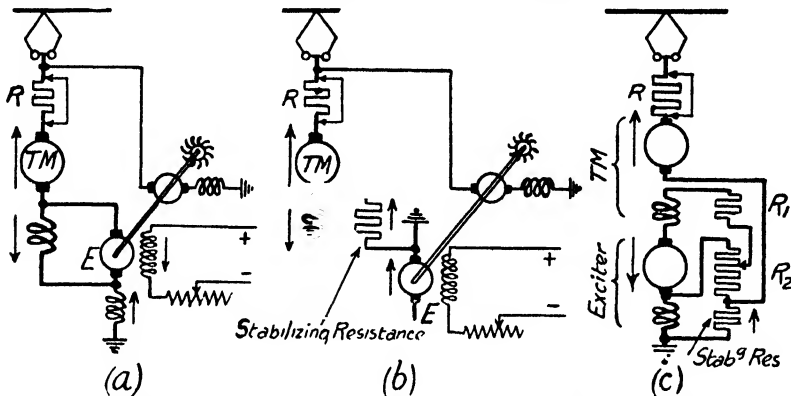 R
TM
E
+
-
(a)
R
TM
E
+
-
Stabilizing Resistance
(b)
R
TM
Exciter
R1
R2
Stabg Res
(c)